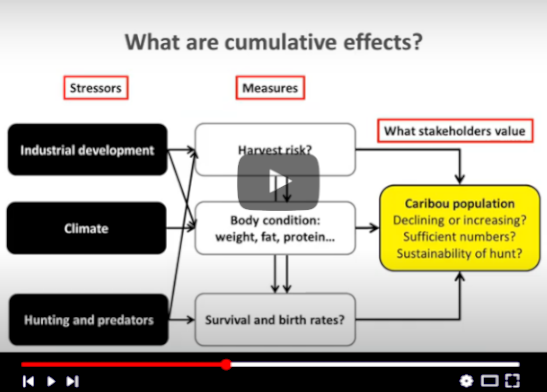 What are cumulative effects?
Stressors
Measures
What stakeholders value
Industrial development
Harvest risk?
Climate
Body condition:
weight, fat, protein...
Caribou population
Declining or increasing?
Sufficient numbers?
Sustainability of hunt?
Hunting and predators
Survival and birth rates?